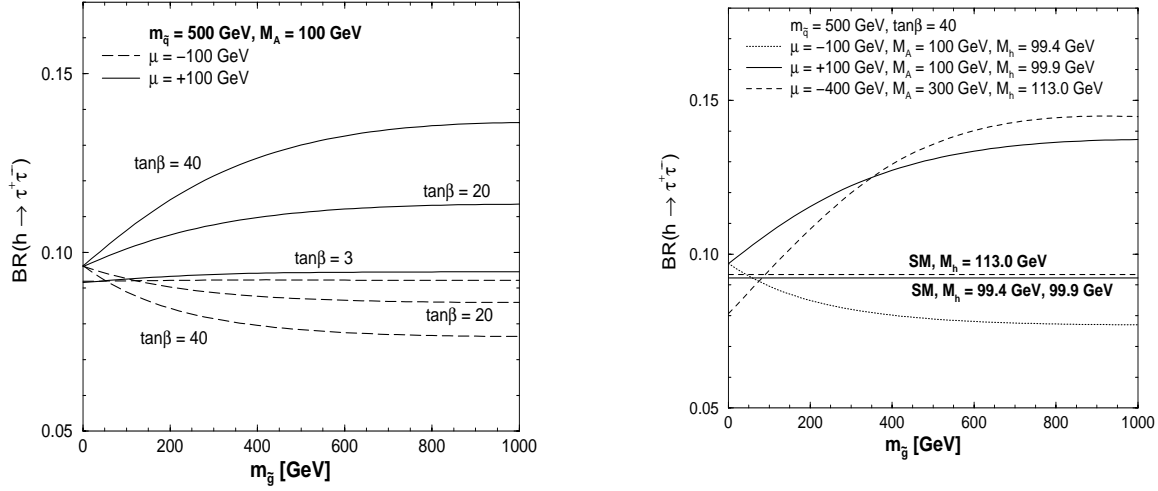 m_q̃ = 500 GeV, M_A = 100 GeV
μ = −100 GeV
μ = +100 GeV
0.15
tanβ = 40
tanβ = 20
BR(h → τ⁺τ⁻)
0.10
tanβ = 3
tanβ = 20
tanβ = 40
0.05
0 200 400 600 800 1000
m_g̃ [GeV]
m_q̃ = 500 GeV, tanβ = 40
μ = −100 GeV, M_A = 100 GeV, M_h = 99.4 GeV
μ = +100 GeV, M_A = 100 GeV, M_h = 99.9 GeV
μ = −400 GeV, M_A = 300 GeV, M_h = 113.0 GeV
0.15
BR(h → τ⁺τ⁻)
0.10
SM, M_h = 113.0 GeV
SM, M_h = 99.4 GeV, 99.9 GeV
0.05
0 200 400 600 800 1000
m_g̃ [GeV]